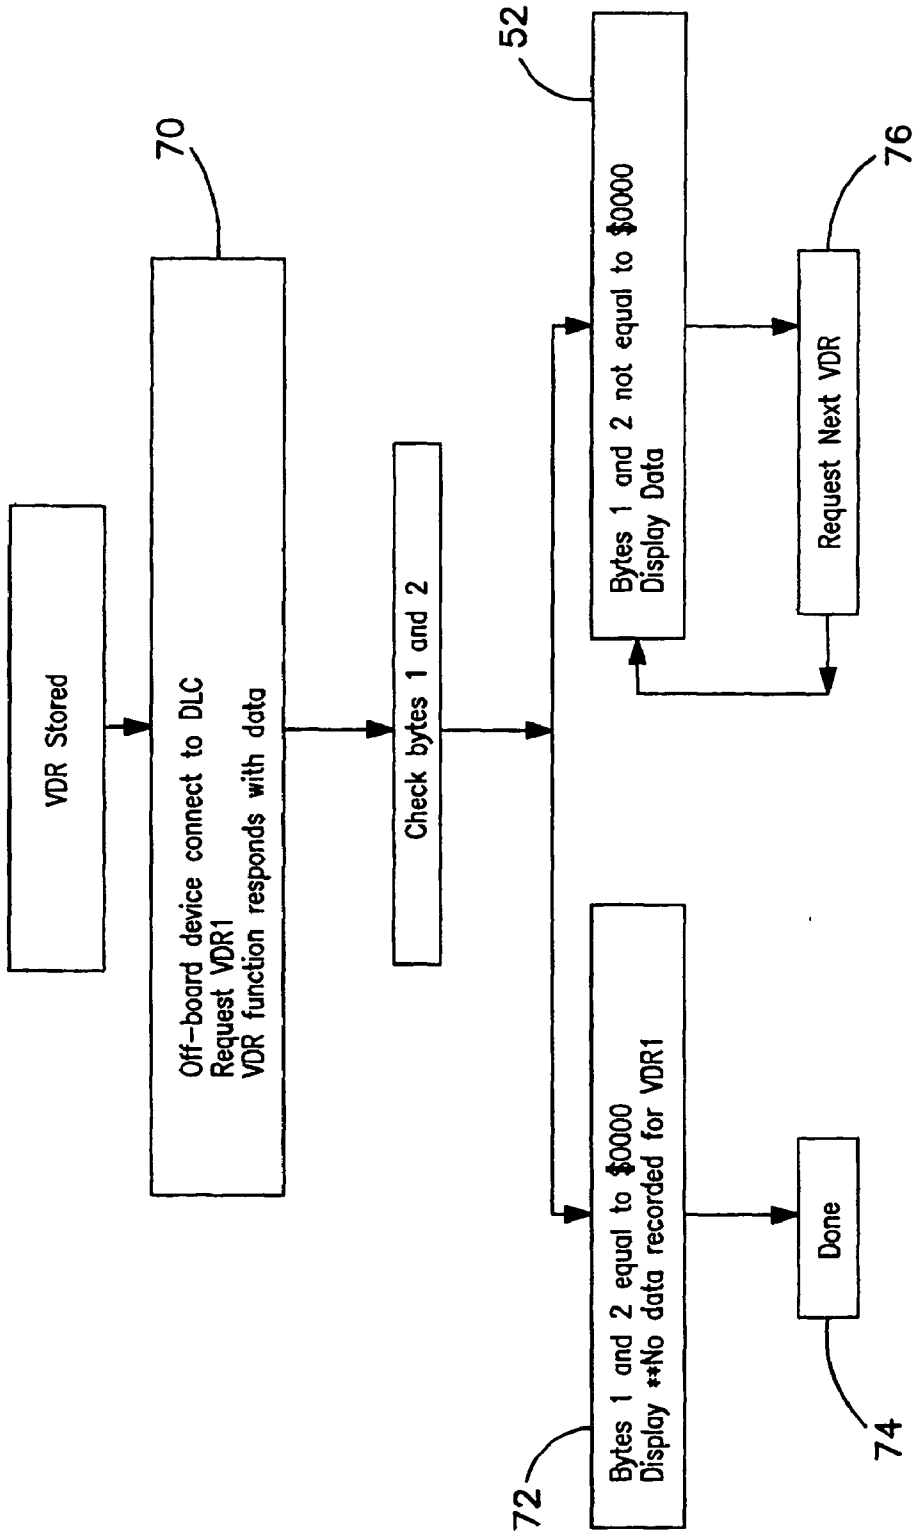 VDR Stored
70
Off-board device connect to DLC
Request VDR1
VDR function responds with data
Check bytes 1 and 2
72
Bytes 1 and 2 equal to $0000
Display **No data recorded for VDR1
52
Bytes 1 and 2 not equal to $0000
Display Data
74
Done
76
Request Next VDR